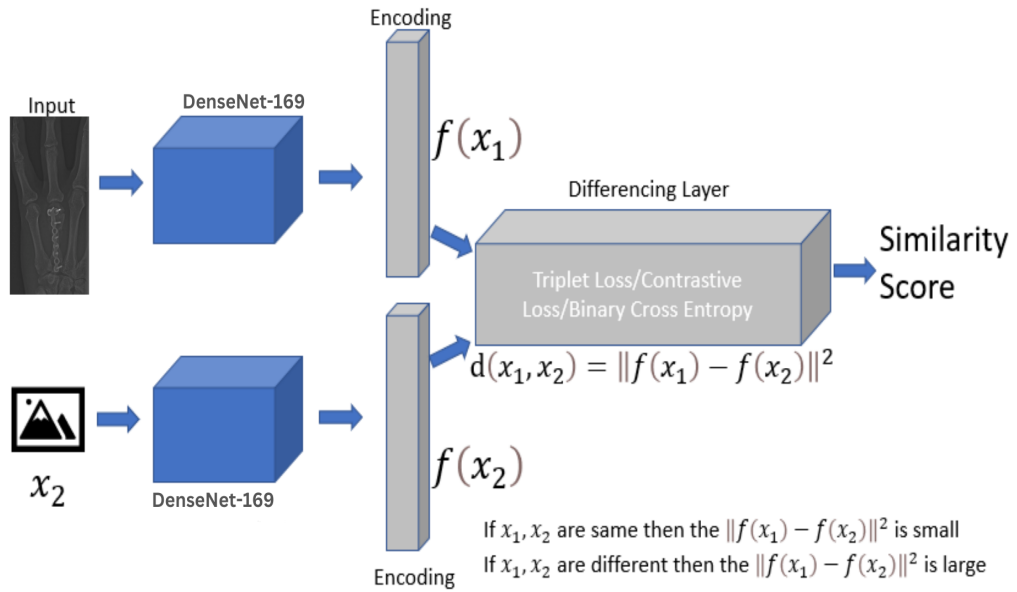 Encoding
DenseNet-169
Input
f(x₁)
Differencing Layer
Similarity
Score
Triplet Loss/Contrastive
Loss/Binary Cross Entropy
d(x₁,x₂) = ‖f(x₁) − f(x₂)‖²
x₂
DenseNet-169
f(x₂)
If x₁,x₂ are same then the ‖f(x₁) − f(x₂)‖² is small
If x₁,x₂ are different then the ‖f(x₁) − f(x₂)‖² is large
Encoding